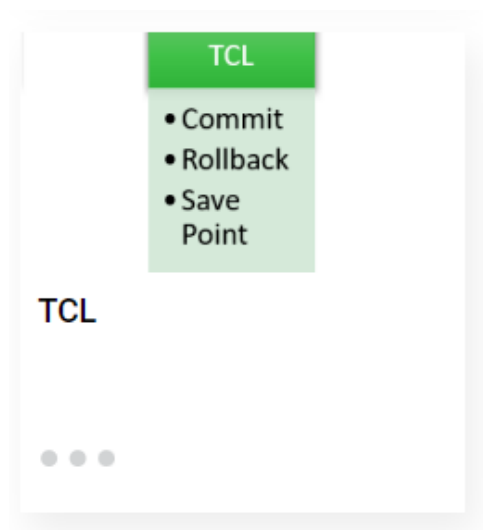 TCL
• Commit
• Rollback
• Save
Point
TCL